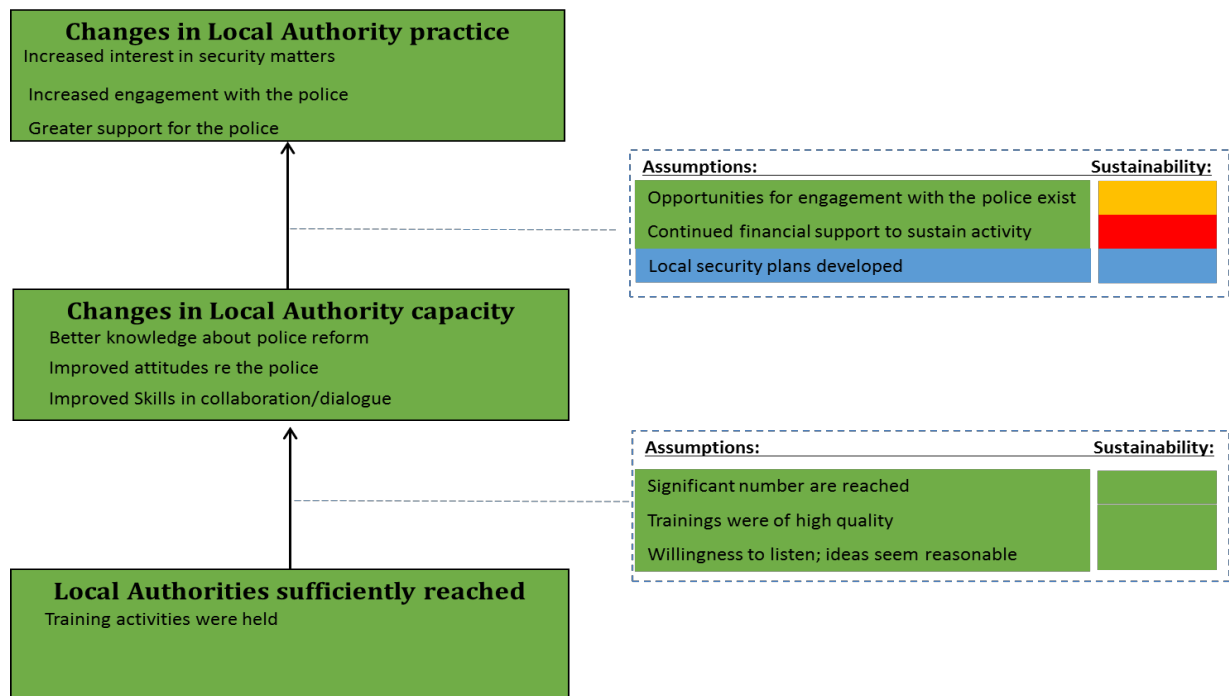 Changes in Local Authority practice
Increased interest in security matters
Increased engagement with the police
Greater support for the police
Assumptions:
Sustainability:
Opportunities for engagement with the police exist
Continued financial support to sustain activity
Local security plans developed
Changes in Local Authority capacity
Better knowledge about police reform
Improved attitudes re the police
Improved Skills in collaboration/dialogue
Assumptions:
Sustainability:
Significant number are reached
Trainings were of high quality
Willingness to listen; ideas seem reasonable
Local Authorities sufficiently reached
Training activities were held